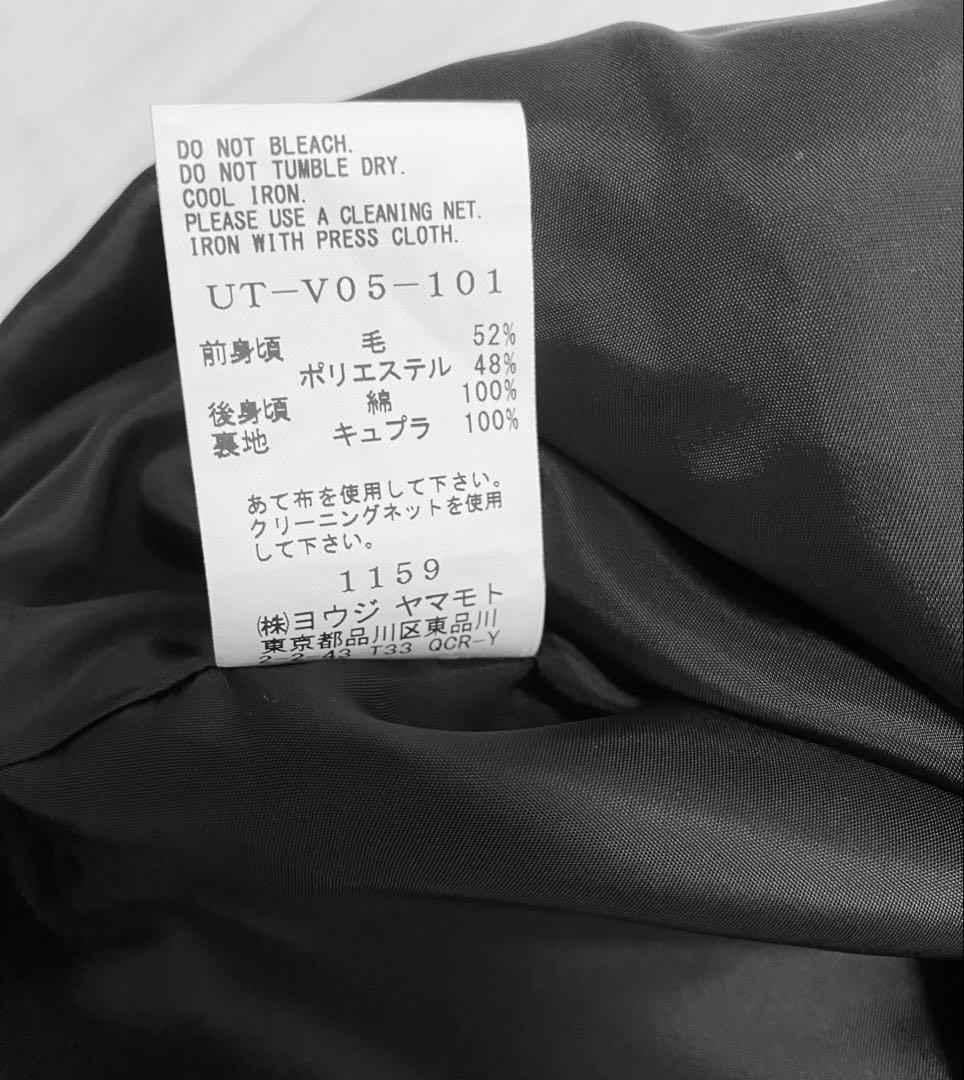 DO NOT BLEACH.
DO NOT TUMBLE DRY.
COOL IRON.
PLEASE USE A CLEANING NET.
IRON WITH PRESS CLOTH.
UT-V05-101
前身頃 毛 52%
ポリエステル 48%
後身頃 綿 100%
裏地 キュプラ 100%
あて布を使用して下さい。
クリーニングネットを使用
して下さい。
1159
㈱ヨウジ ヤマモト
東京都品川区東品川
2-2-43 T33 QCR-Y